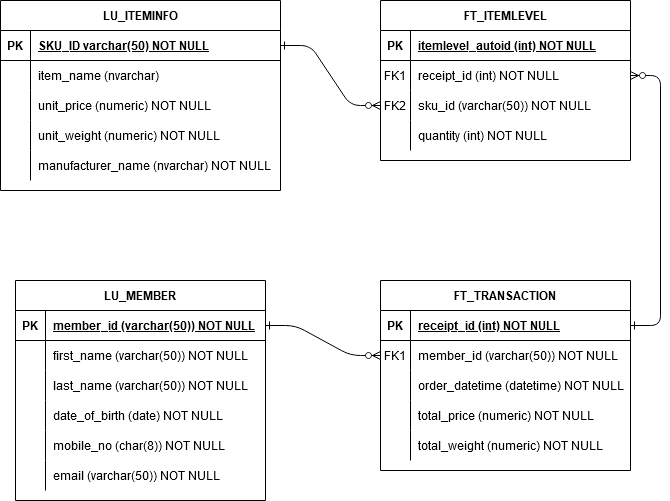 LU_ITEMINFO
PK SKU_ID varchar(50) NOT NULL
item_name (nvarchar)
unit_price (numeric) NOT NULL
unit_weight (numeric) NOT NULL
manufacturer_name (nvarchar) NOT NULL
FT_ITEMLEVEL
PK itemlevel_autoid (int) NOT NULL
FK1 receipt_id (int) NOT NULL
FK2 sku_id (varchar(50)) NOT NULL
quantity (int) NOT NULL
LU_MEMBER
PK member_id (varchar(50)) NOT NULL
first_name (varchar(50)) NOT NULL
last_name (varchar(50)) NOT NULL
date_of_birth (date) NOT NULL
mobile_no (char(8)) NOT NULL
email (varchar(50)) NOT NULL
FT_TRANSACTION
PK receipt_id (int) NOT NULL
FK1 member_id (varchar(50)) NOT NULL
order_datetime (datetime) NOT NULL
total_price (numeric) NOT NULL
total_weight (numeric) NOT NULL